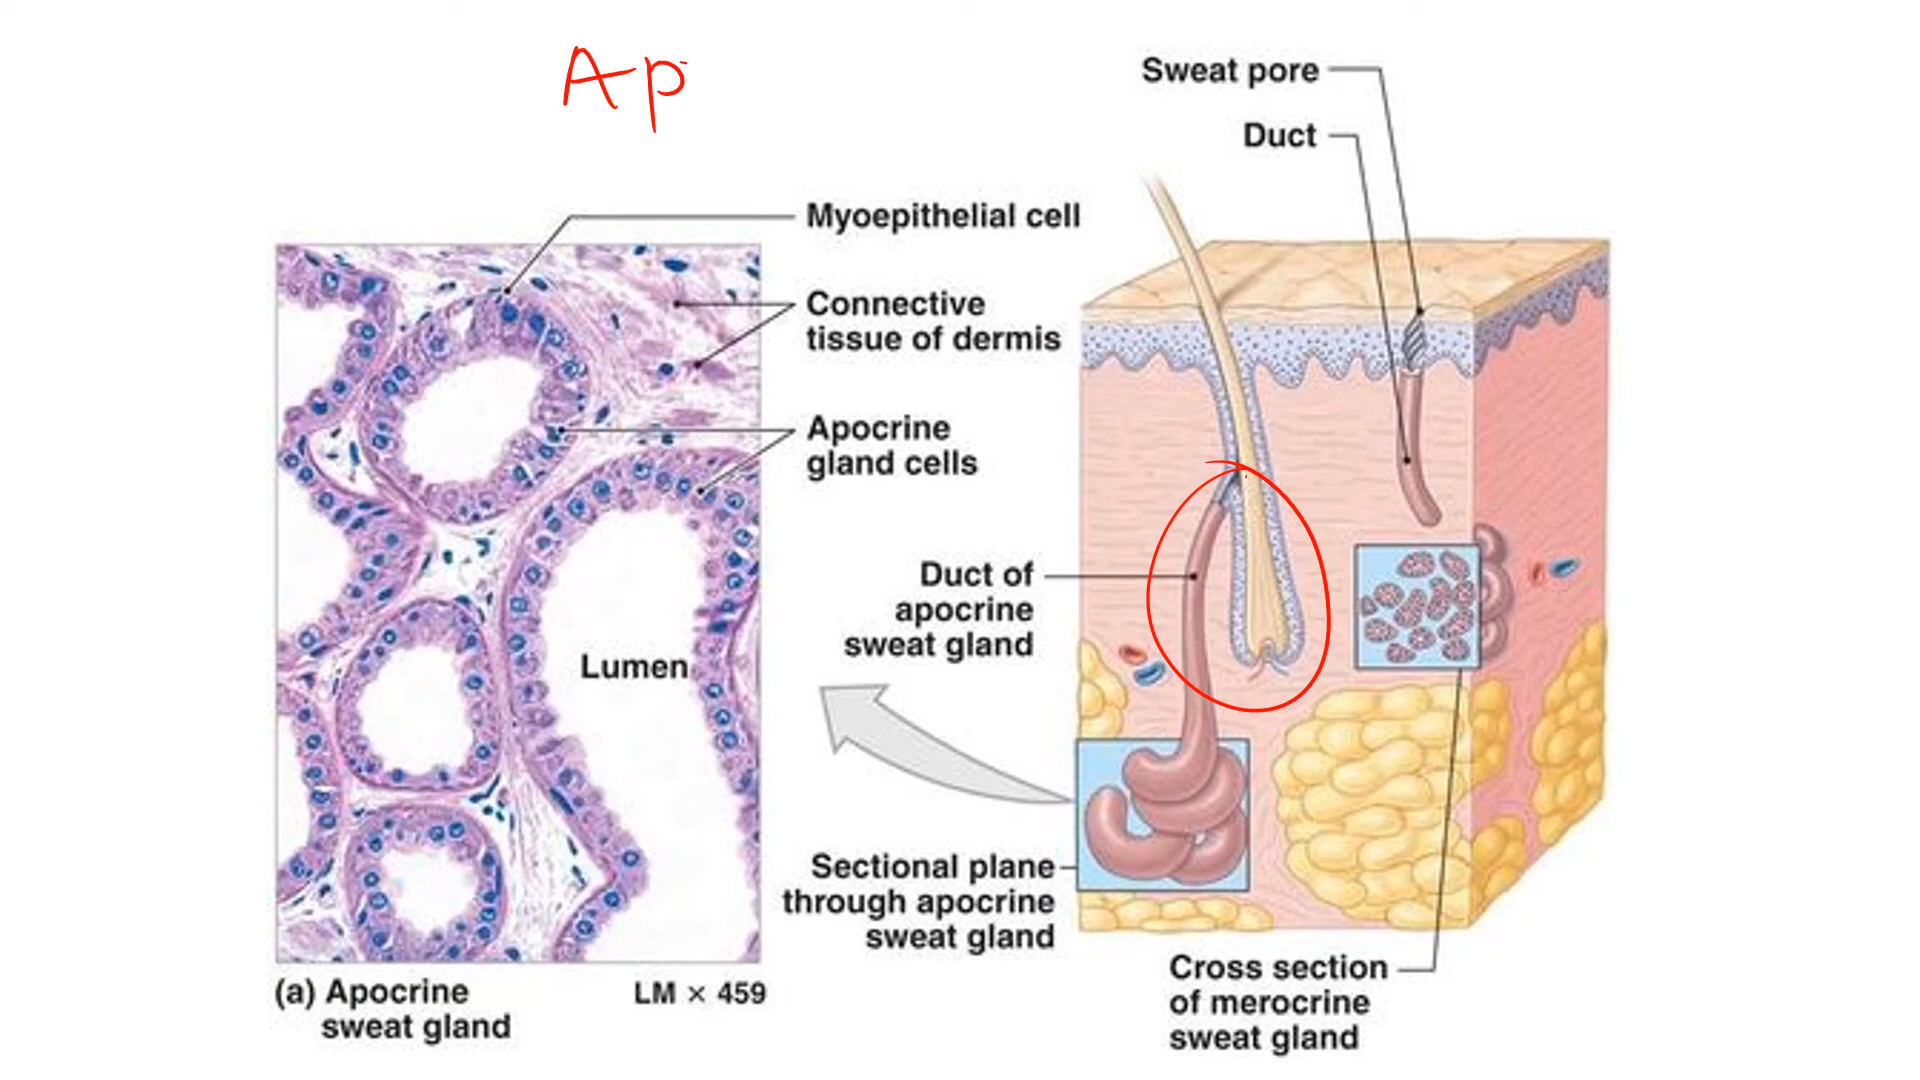 Ap
Sweat pore
Duct
Myoepithelial cell
Connective
tissue of dermis
Apocrine
gland cells
Duct of
apocrine
sweat gland
Lumen
Sectional plane
through apocrine
sweat gland
Cross section
of merocrine
sweat gland
(a) Apocrine
sweat gland
LM × 459